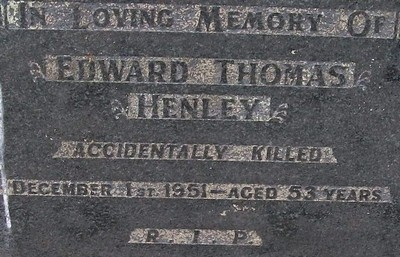 IN LOVING MEMORY OF
EDWARD THOMAS
HENLEY
ACCIDENTALLY KILLED
DECEMBER 1ST 1951 — AGED 53 YEARS
R. I. P.